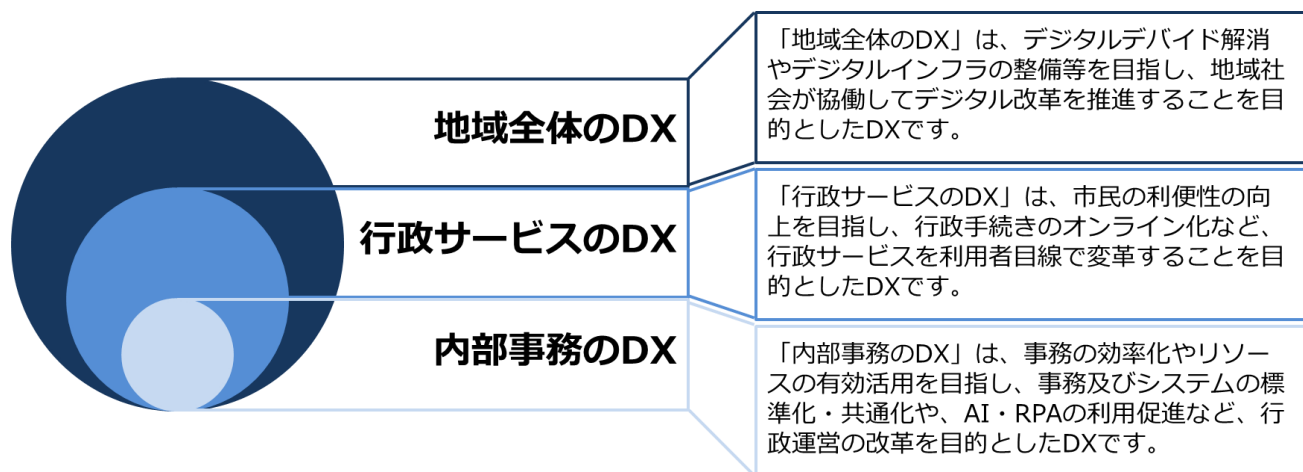 地域全体のDX
「地域全体のDX」は、デジタルデバイド解消
やデジタルインフラの整備等を目指し、地域社
会が協働してデジタル改革を推進することを目
的としたDXです。
行政サービスのDX
「行政サービスのDX」は、市民の利便性の向
上を目指し、行政手続きのオンライン化など、
行政サービスを利用者目線で変革することを目
的としたDXです。
内部事務のDX
「内部事務のDX」は、事務の効率化やリソー
スの有効活用を目指し、事務及びシステムの標
準化・共通化や、AI・RPAの利用促進など、行
政運営の改革を目的としたDXです。